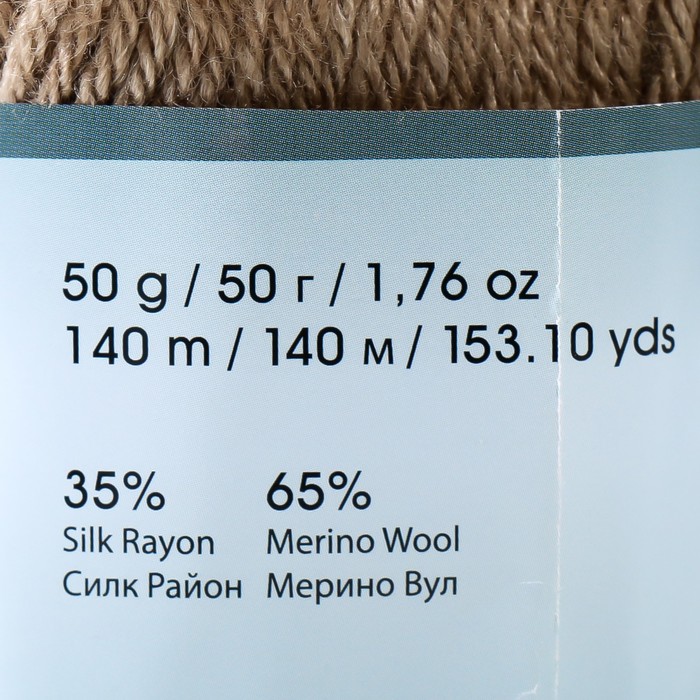 50 g / 50 г / 1,76 oz
140 m / 140 м / 153.10 yds
35% 65%
Silk Rayon Merino Wool
Силк Район Мерино Вул